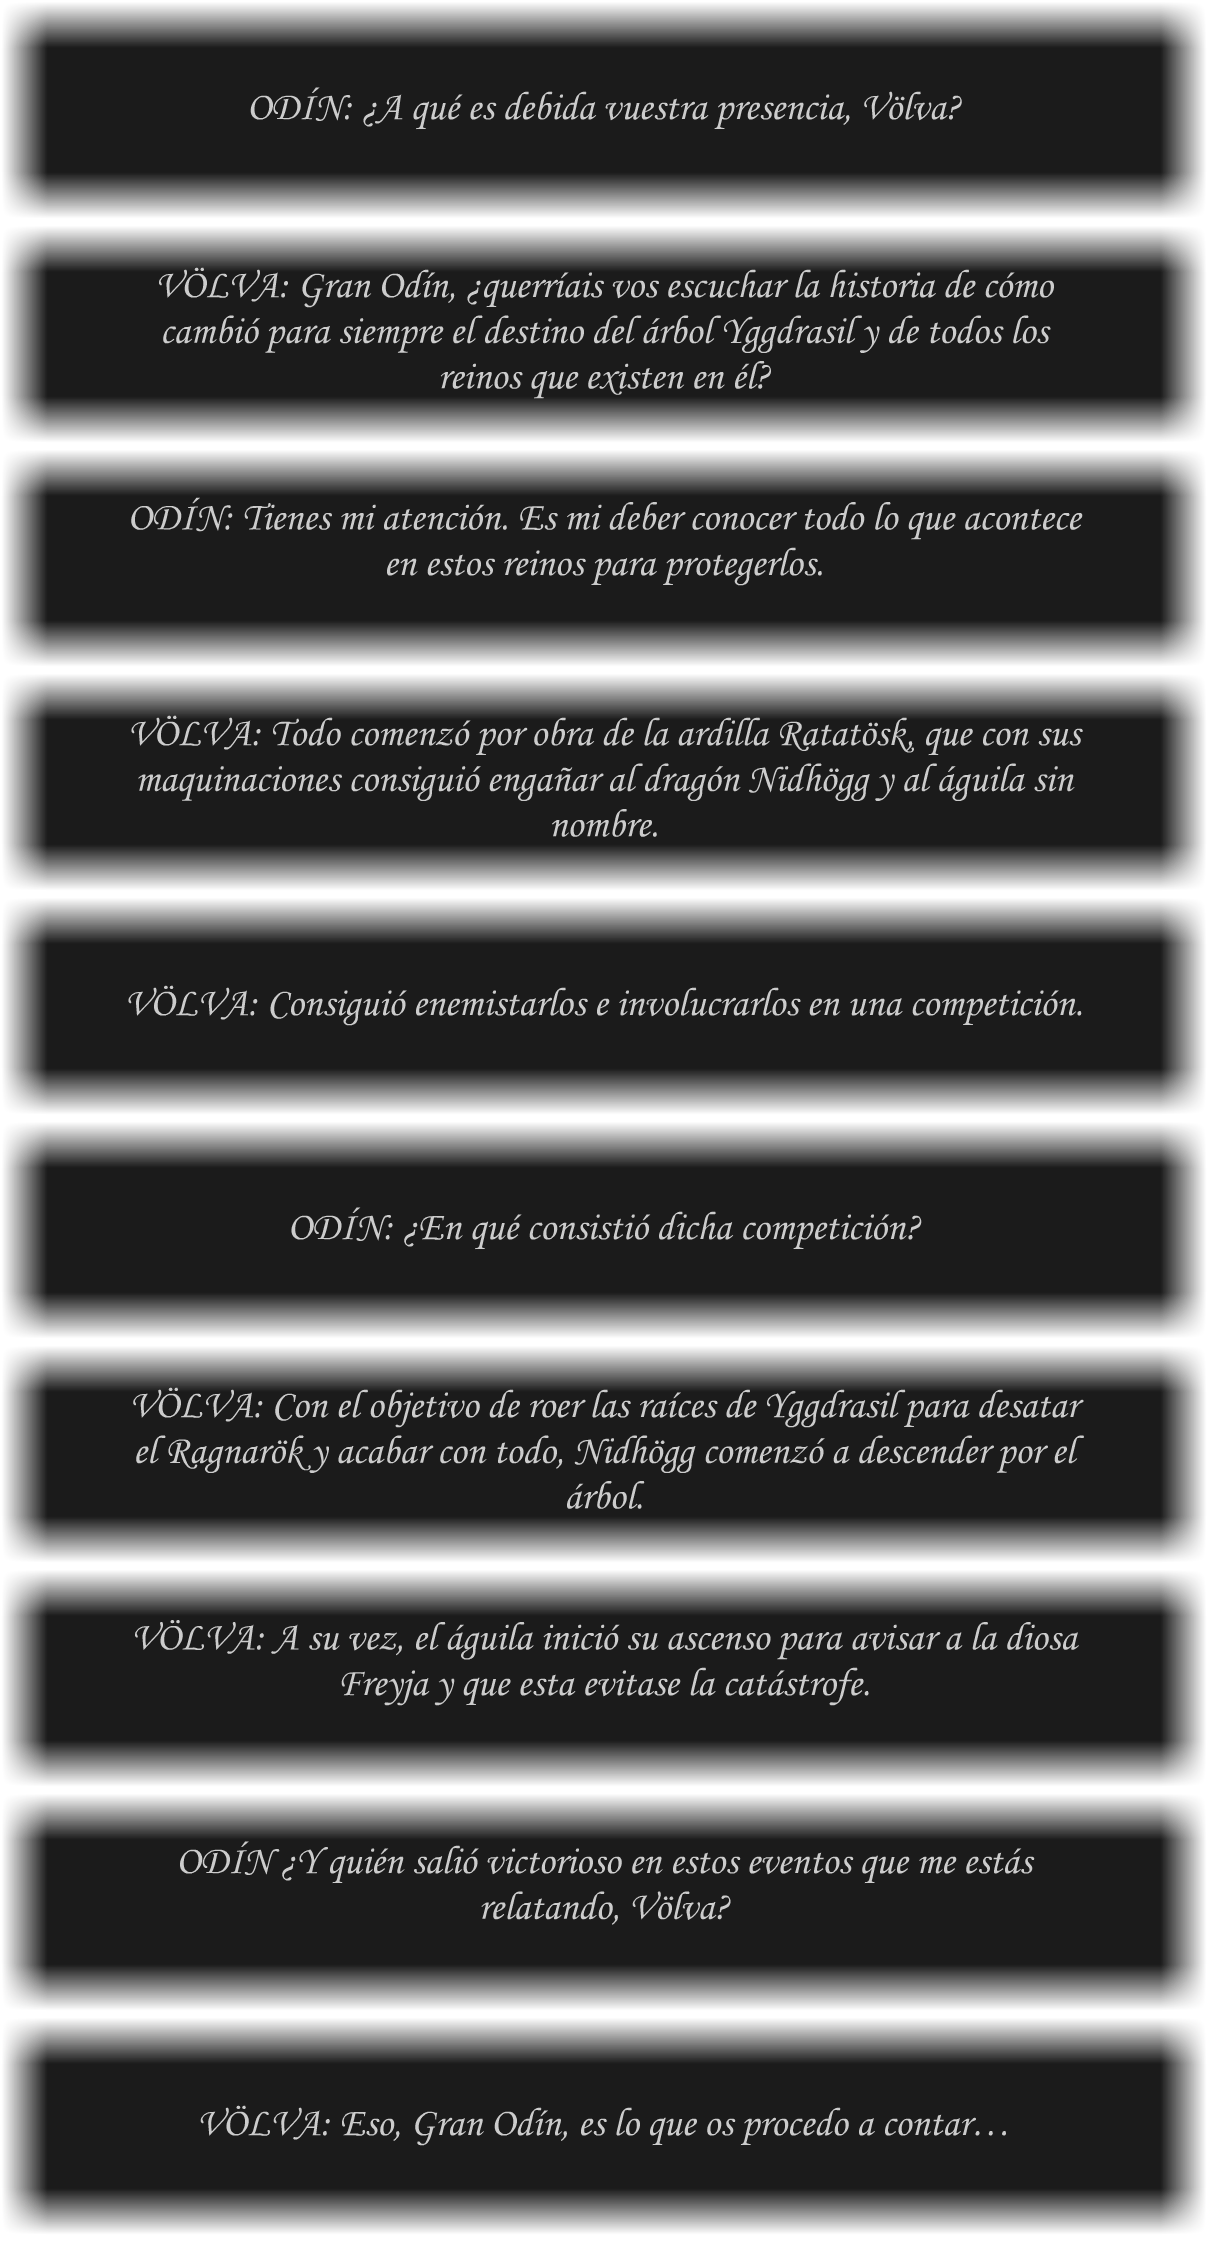 ODÍN: ¿A qué es debida vuestra presencia, Völva?
VÖLVA: Gran Odín, ¿querríais vos escuchar la historia de cómo
cambió para siempre el destino del árbol Yggdrasil y de todos los
reinos que existen en él?
ODÍN: Tienes mi atención. Es mi deber conocer todo lo que acontece
en estos reinos para protegerlos.
VÖLVA: Todo comenzó por obra de la ardilla Ratatösk, que con sus
maquinaciones consiguió engañar al dragón Nidhögg y al águila sin
nombre.
VÖLVA: Consiguió enemistarlos e involucrarlos en una competición.
ODÍN: ¿En qué consistió dicha competición?
VÖLVA: Con el objetivo de roer las raíces de Yggdrasil para desatar
el Ragnarök y acabar con todo, Nidhögg comenzó a descender por el
árbol.
VÖLVA: A su vez, el águila inició su ascenso para avisar a la diosa
Freyja y que esta evitase la catástrofe.
ODÍN ¿Y quién salió victorioso en estos eventos que me estás
relatando, Völva?
VÖLVA: Eso, Gran Odín, es lo que os procedo a contar…